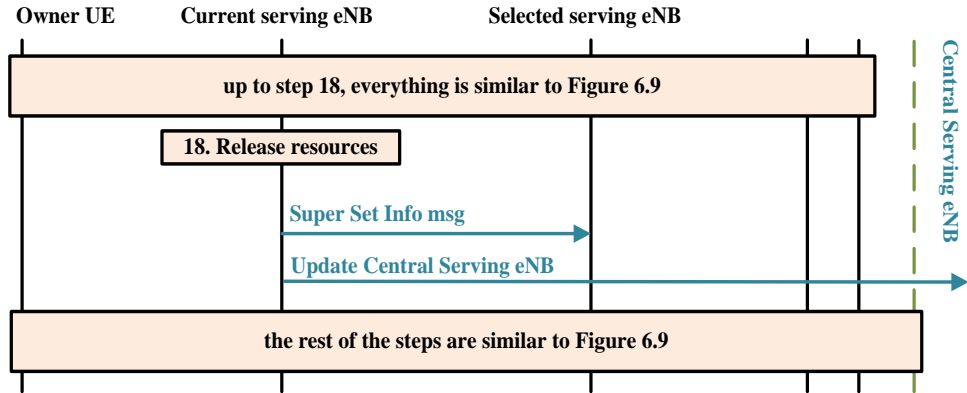 Owner UE
Current serving eNB
Selected serving eNB
Central Serving eNB
up to step 18, everything is similar to Figure 6.9
18. Release resources
Super Set Info msg
Update Central Serving eNB
the rest of the steps are similar to Figure 6.9